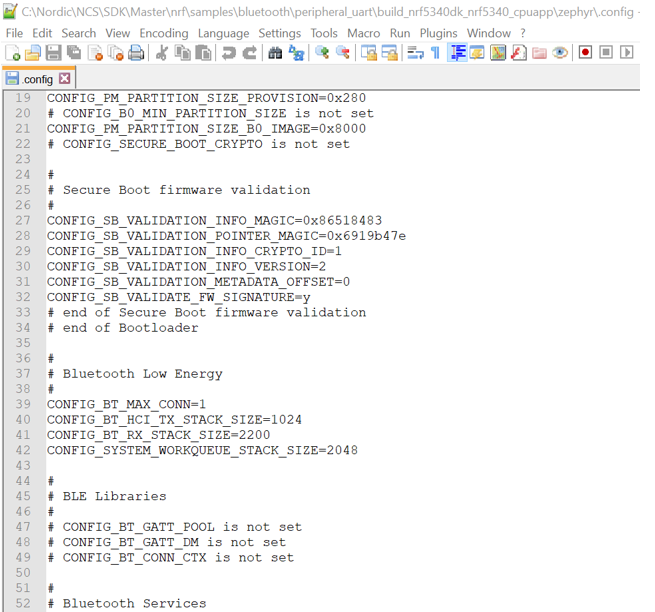 C:\Nordic\NCS\SDK\Master\nrf\samples\bluetooth\peripheral_uart\build_nrf5340dk_nrf5340_cpuapp\zephyr\.config -
File Edit Search View Encoding Language Settings Tools Macro Run Plugins Window ?
.config
19 CONFIG_PM_PARTITION_SIZE_PROVISION=0x280
20 # CONFIG_B0_MIN_PARTITION_SIZE is not set
21 CONFIG_PM_PARTITION_SIZE_B0_IMAGE=0x8000
22 # CONFIG_SECURE_BOOT_CRYPTO is not set
23
24 #
25 # Secure Boot firmware validation
26 #
27 CONFIG_SB_VALIDATION_INFO_MAGIC=0x86518483
28 CONFIG_SB_VALIDATION_POINTER_MAGIC=0x6919b47e
29 CONFIG_SB_VALIDATION_INFO_CRYPTO_ID=1
30 CONFIG_SB_VALIDATION_INFO_VERSION=2
31 CONFIG_SB_VALIDATION_METADATA_OFFSET=0
32 CONFIG_SB_VALIDATE_FW_SIGNATURE=y
33 # end of Secure Boot firmware validation
34 # end of Bootloader
35
36 #
37 # Bluetooth Low Energy
38 #
39 CONFIG_BT_MAX_CONN=1
40 CONFIG_BT_HCI_TX_STACK_SIZE=1024
41 CONFIG_BT_RX_STACK_SIZE=2200
42 CONFIG_SYSTEM_WORKQUEUE_STACK_SIZE=2048
43
44 #
45 # BLE Libraries
46 #
47 # CONFIG_BT_GATT_POOL is not set
48 # CONFIG_BT_GATT_DM is not set
49 # CONFIG_BT_CONN_CTX is not set
50
51 #
52 # Bluetooth Services